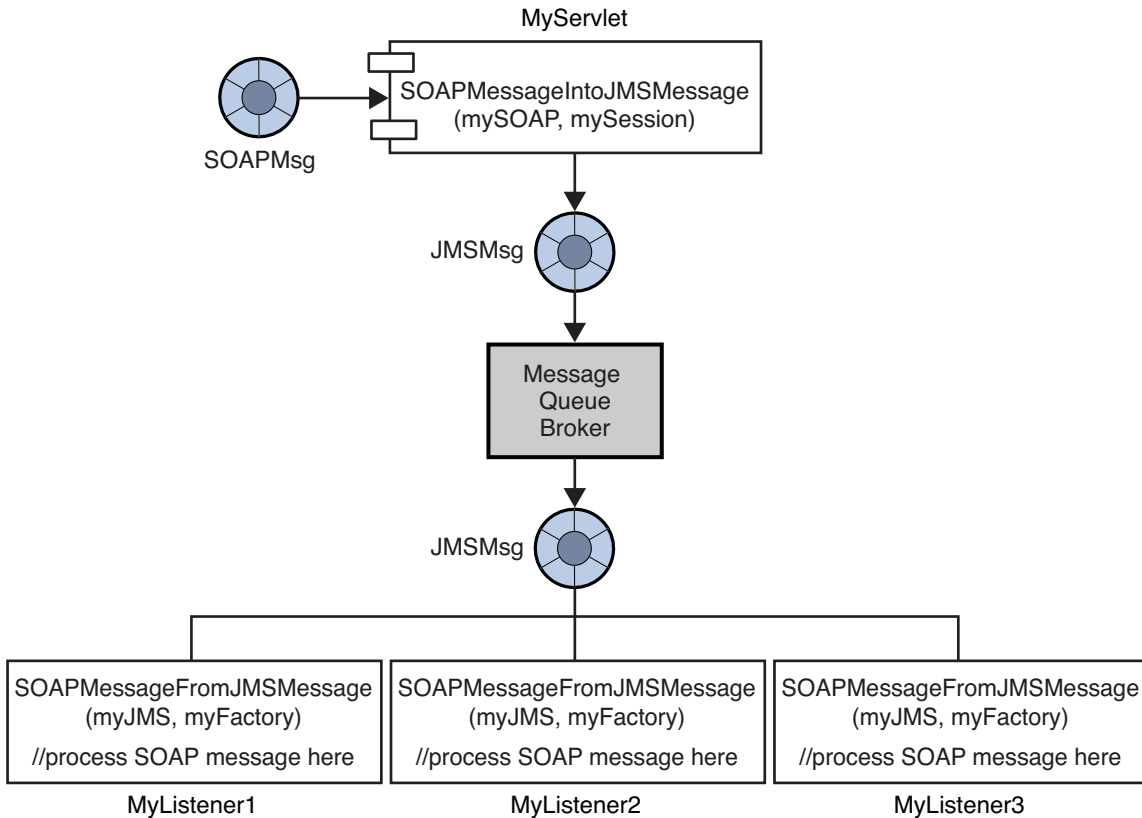 MyServlet
SOAPMessageIntoJMSMessage
(mySOAP, mySession)
SOAPMsg
JMSMsg
Message
Queue
Broker
JMSMsg
SOAPMessageFromJMSMessage
(myJMS, myFactory)
//process SOAP message here
MyListener1
SOAPMessageFromJMSMessage
(myJMS, myFactory)
//process SOAP message here
MyListener2
SOAPMessageFromJMSMessage
(myJMS, myFactory)
//process SOAP message here
MyListener3